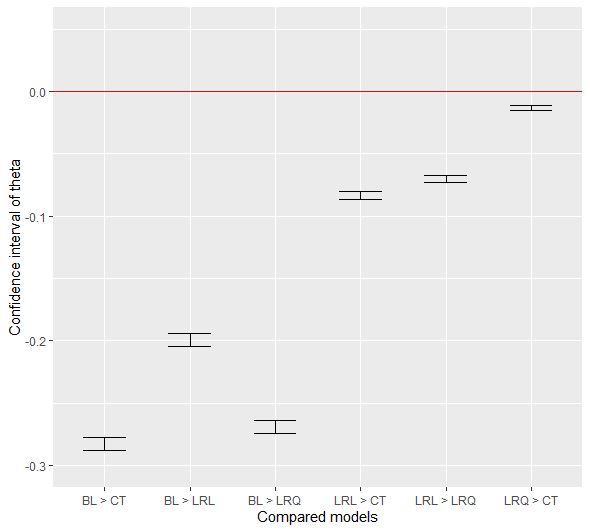 Confidence interval of theta
0.0
-0.1
-0.2
-0.3
BL > CT BL > LRL BL > LRQ LRL > CT LRL > LRQ LRQ > CT
Compared models